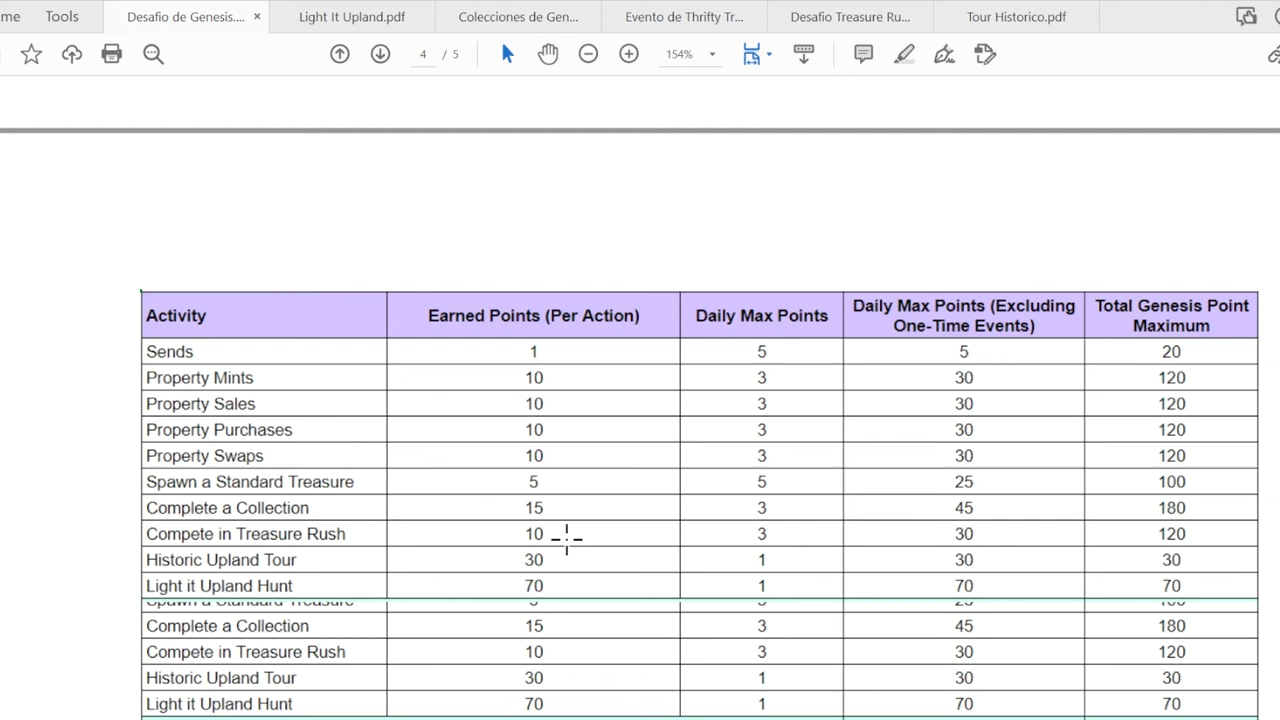 me Tools Desafio de Genesis.... × Light It Upland.pdf Colecciones de Gen... Evento de Thrifty Tr... Desafio Treasure Ru... Tour Historico.pdf
4 / 5 154%
Activity Earned Points (Per Action) Daily Max Points Daily Max Points (Excluding One-Time Events) Total Genesis Point Maximum
Sends 1 5 5 20
Property Mints 10 3 30 120
Property Sales 10 3 30 120
Property Purchases 10 3 30 120
Property Swaps 10 3 30 120
Spawn a Standard Treasure 5 5 25 100
Complete a Collection 15 3 45 180
Compete in Treasure Rush 10 3 30 120
Historic Upland Tour 30 1 30 30
Light it Upland Hunt 70 1 70 70
Spawn a Standard Treasure 5 5 25 100
Complete a Collection 15 3 45 180
Compete in Treasure Rush 10 3 30 120
Historic Upland Tour 30 1 30 30
Light it Upland Hunt 70 1 70 70